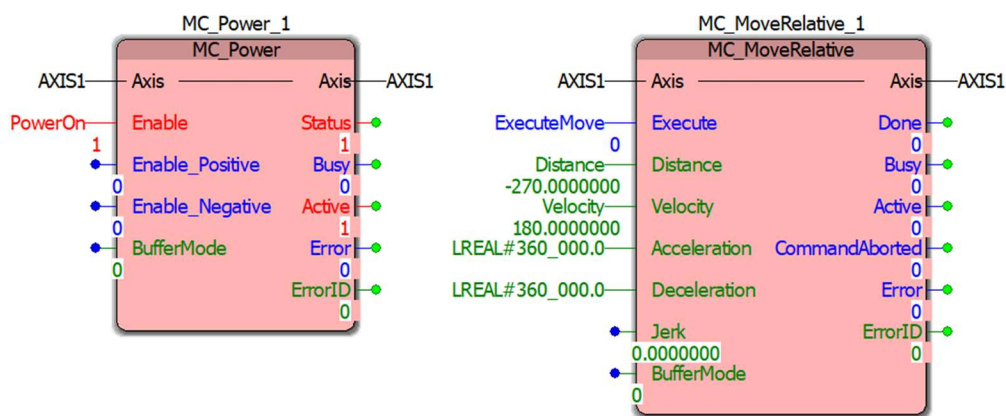 MC_Power_1
MC_Power
AXIS1 Axis Axis AXIS1
PowerOn Enable Status
1 1
Enable_Positive Busy
0 0
Enable_Negative Active
0 1
BufferMode Error
0 0
ErrorID
0
MC_MoveRelative_1
MC_MoveRelative
AXIS1 Axis Axis AXIS1
ExecuteMove Execute Done
0 0
Distance Distance Busy
-270.0000000 0
Velocity Velocity Active
180.0000000 0
LREAL#360_000.0 Acceleration CommandAborted
0
LREAL#360_000.0 Deceleration Error
0
Jerk ErrorID
0.0000000 0
BufferMode
0